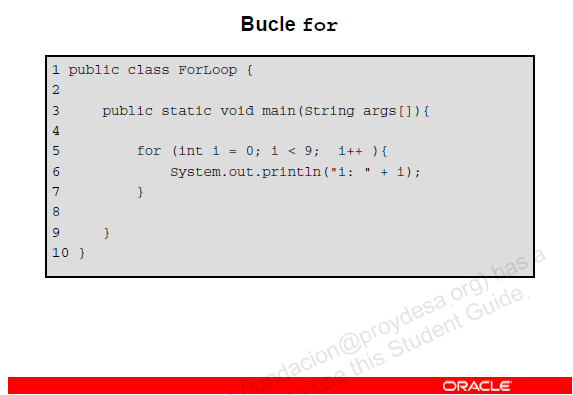 Bucle for
1 public class ForLoop {
2
3 public static void main(String args[]){
4
5 for (int i = 0; i < 9; i++ ){
6 System.out.println("i: " + i);
7 }
8
9 }
10 }
(fundacion@proydesa.org) has a
use this Student Guide.
ORACLE